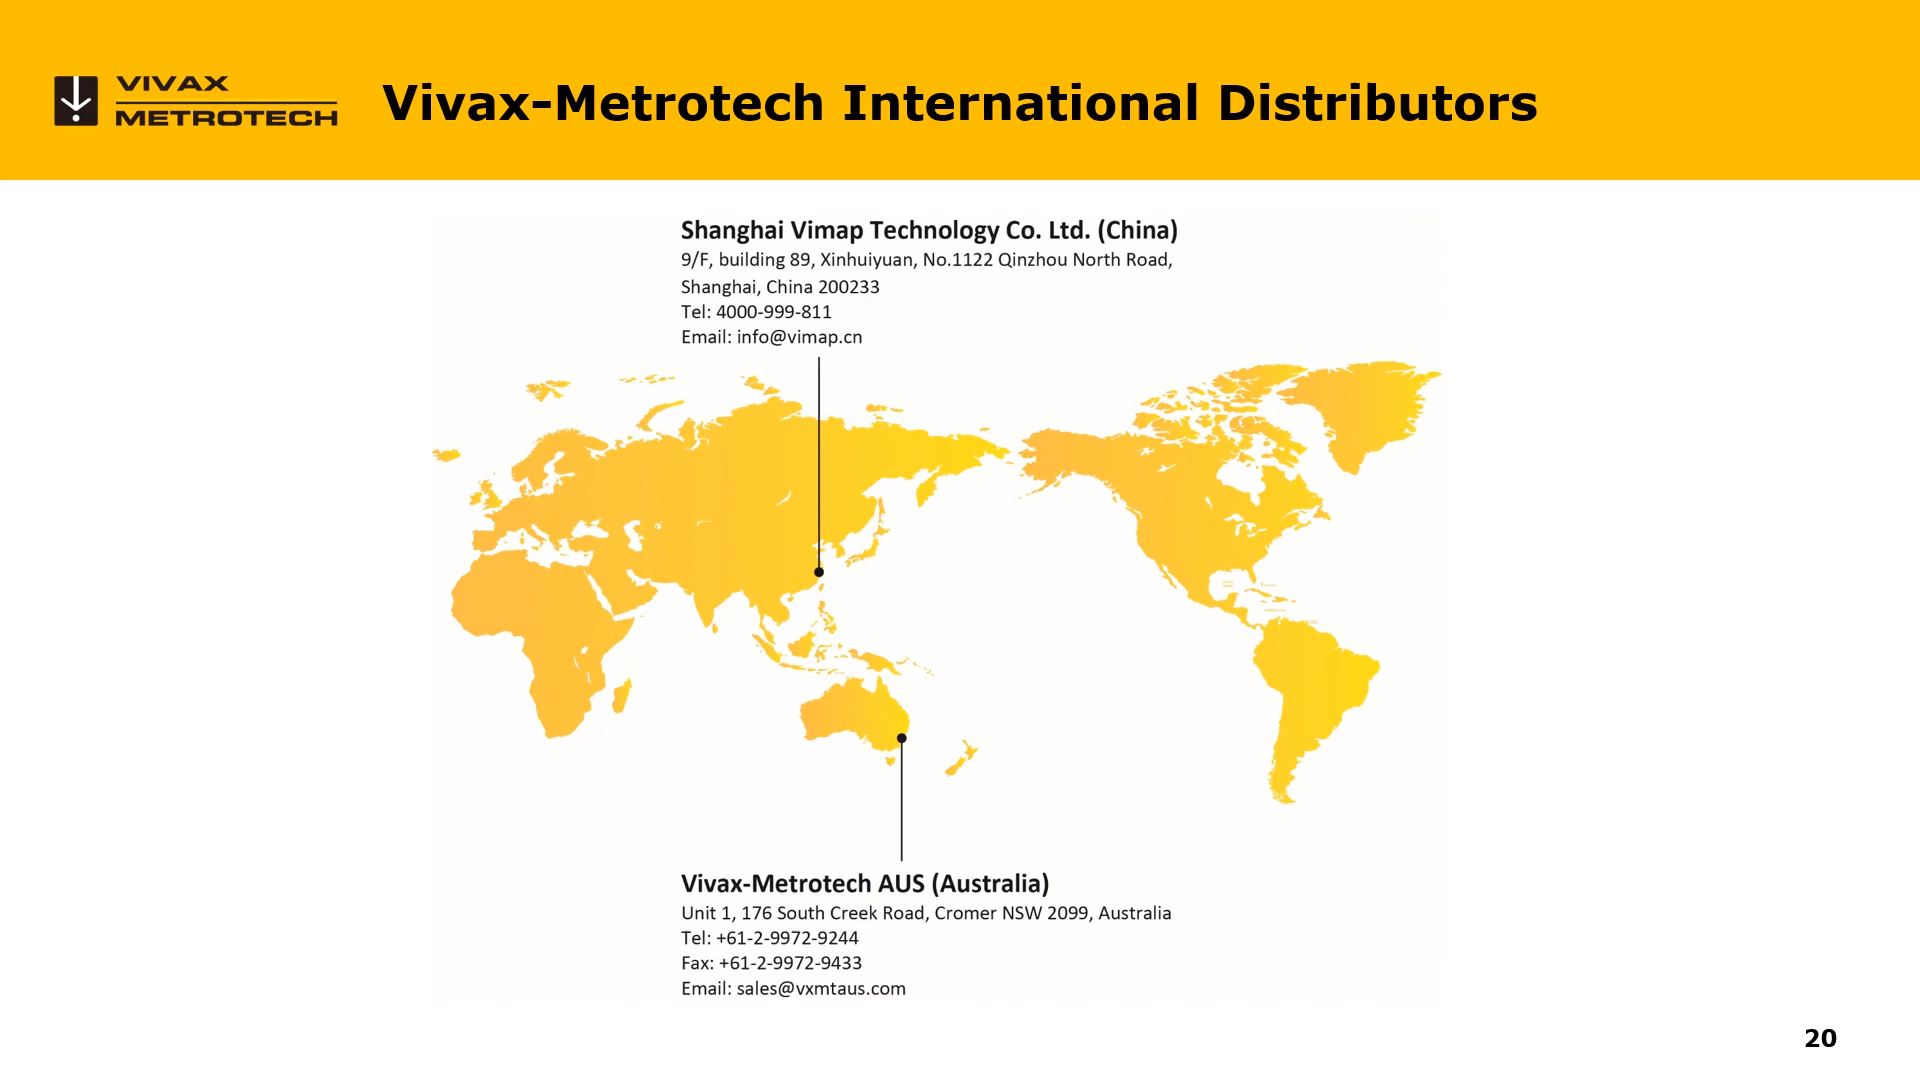 VIVAX
METROTECH
Vivax-Metrotech International Distributors
Shanghai Vimap Technology Co. Ltd. (China)
9/F, building 89, Xinhuiyuan, No.1122 Qinzhou North Road,
Shanghai, China 200233
Tel: 4000-999-811
Email: info@vimap.cn
Vivax-Metrotech AUS (Australia)
Unit 1, 176 South Creek Road, Cromer NSW 2099, Australia
Tel: +61-2-9972-9244
Fax: +61-2-9972-9433
Email: sales@vxmtaus.com
20